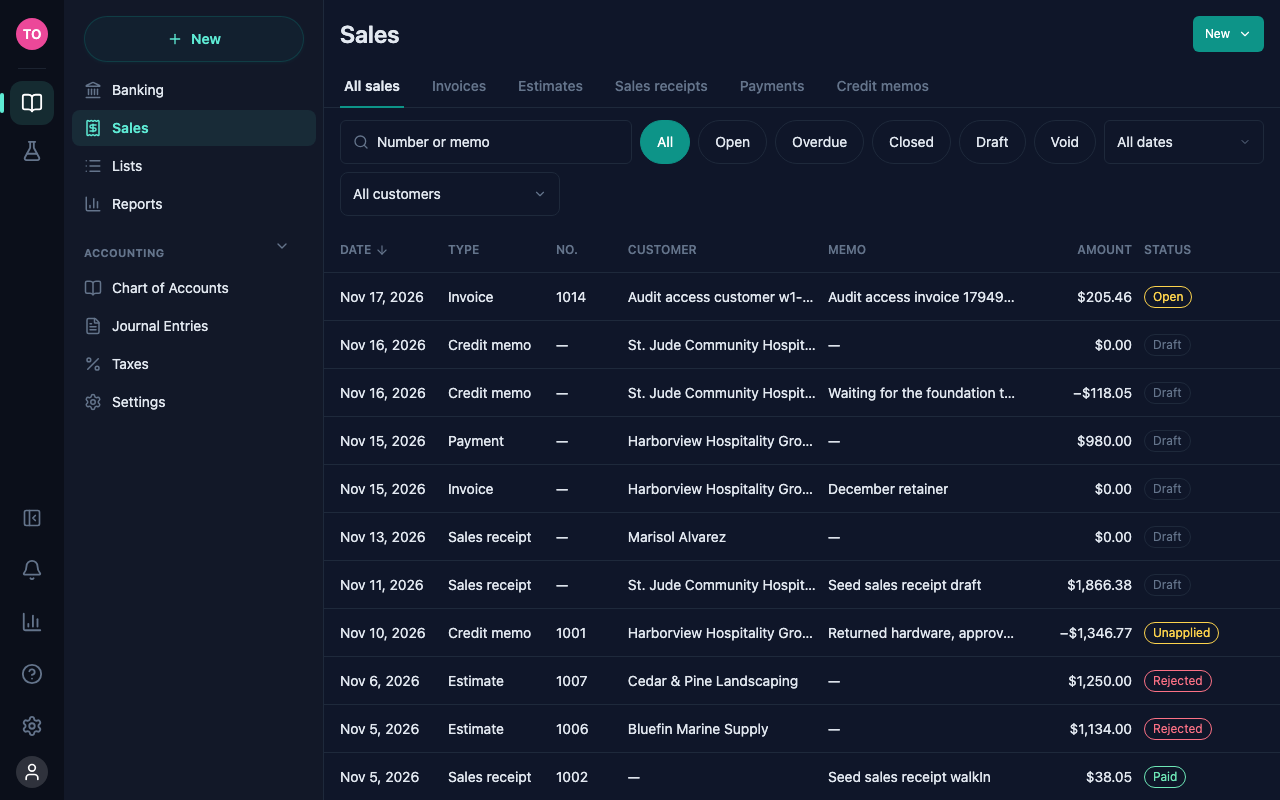 TO
New
Banking
Sales
Lists
Reports
ACCOUNTING
Chart of Accounts
Journal Entries
Taxes
Settings
Sales
New
All sales Invoices Estimates Sales receipts Payments Credit memos
Number or memo All Open Overdue Closed Draft Void All dates
All customers
DATE TYPE NO. CUSTOMER MEMO AMOUNT STATUS
Nov 17, 2026 Invoice 1014 Audit access customer w1-... Audit access invoice 17949... $205.46 Open
Nov 16, 2026 Credit memo — St. Jude Community Hospit... — $0.00 Draft
Nov 16, 2026 Credit memo — St. Jude Community Hospit... Waiting for the foundation t... −$118.05 Draft
Nov 15, 2026 Payment — Harborview Hospitality Gro... — $980.00 Draft
Nov 15, 2026 Invoice — Harborview Hospitality Gro... December retainer $0.00 Draft
Nov 13, 2026 Sales receipt — Marisol Alvarez — $0.00 Draft
Nov 11, 2026 Sales receipt — St. Jude Community Hospit... Seed sales receipt draft $1,866.38 Draft
Nov 10, 2026 Credit memo 1001 Harborview Hospitality Gro... Returned hardware, approv... −$1,346.77 Unapplied
Nov 6, 2026 Estimate 1007 Cedar & Pine Landscaping — $1,250.00 Rejected
Nov 5, 2026 Estimate 1006 Bluefin Marine Supply — $1,134.00 Rejected
Nov 5, 2026 Sales receipt 1002 — Seed sales receipt walkIn $38.05 Paid